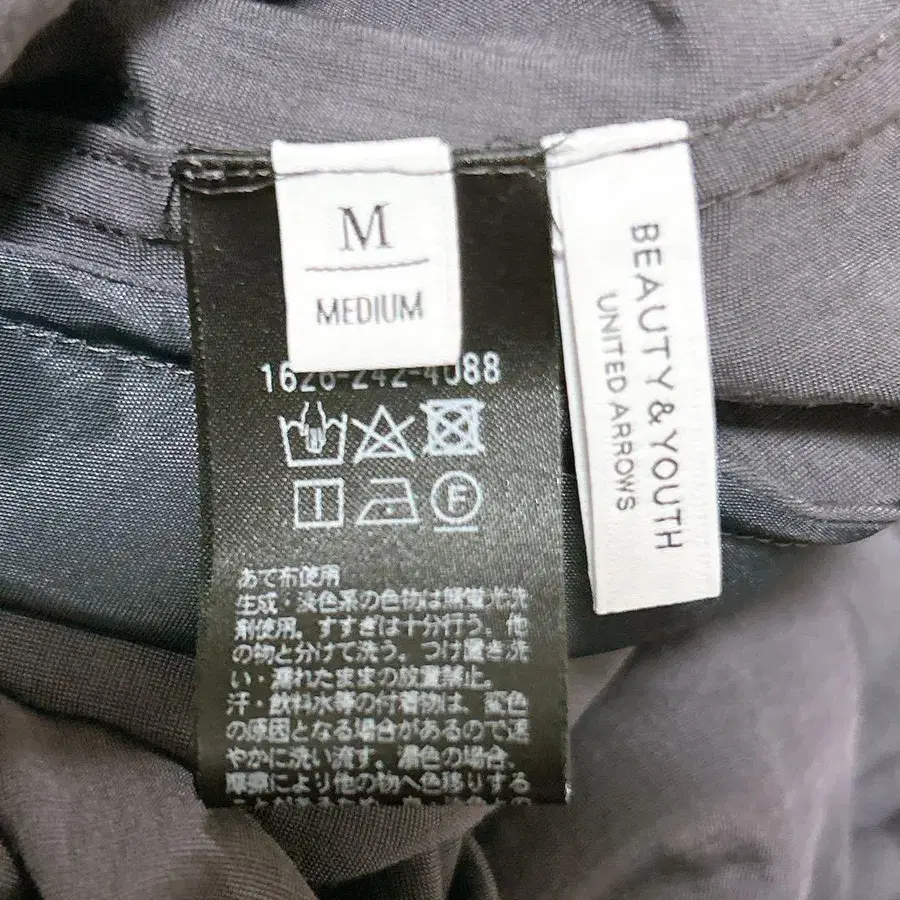 M
MEDIUM
1628-242-4088
BEAUTY & YOUTH
UNITED ARROWS
あて布使用
生成・淡色系の色物は無蛍光洗
剤使用。すすぎは十分行う。他
の物と分けて洗う。つけ置き洗
い・濡れたままの放置禁止。
汗・飲料水等の付着物は、変色
の原因となる場合があるので速
やかに洗い流す。濃色の場合、
摩擦により他の物へ色移りする